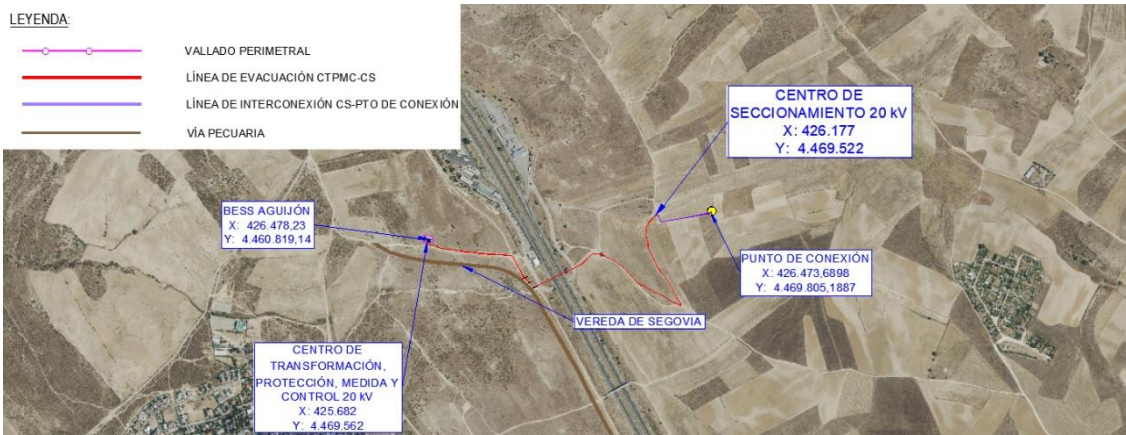 LEYENDA:
VALLADO PERIMETRAL
LÍNEA DE EVACUACIÓN CTPMC-CS
LÍNEA DE INTERCONEXIÓN CS-PTO DE CONEXIÓN
VÍA PECUARIA
CENTRO DE
SECCIONAMIENTO 20 kV
X: 426.177
Y: 4.469.522
BESS AGUIJÓN
X: 426.478,23
Y: 4.460.819,14
PUNTO DE CONEXIÓN
X: 426.473,6898
Y: 4.469.805,1887
VEREDA DE SEGOVIA
CENTRO DE
TRANSFORMACIÓN,
PROTECCIÓN, MEDIDA Y
CONTROL 20 kV
X: 425.682
Y: 4.469.562